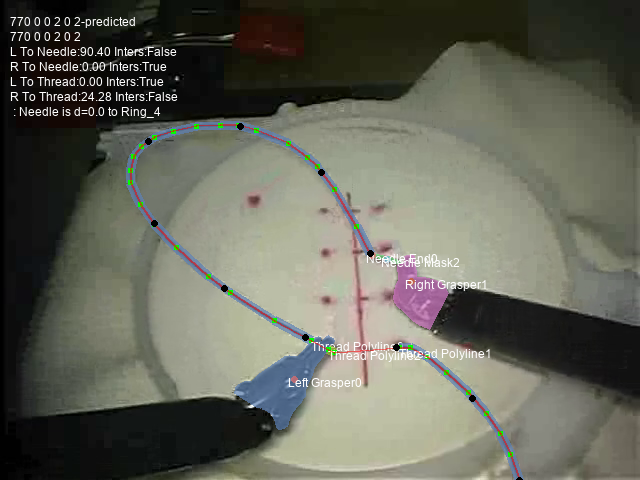 770 0 0 2 0 2-predicted
770 0 0 2 0 2
L To Needle:90.40 Inters:False
R To Needle:0.00 Inters:True
L To Thread:0.00 Inters:True
R To Thread:24.28 Inters:False
: Needle is d=0.0 to Ring_4
Needle End0
Needle Mask2
Right Grasper1
Thread Polyline
Thread Polyline2
Thread Polyline1
Left Grasper0